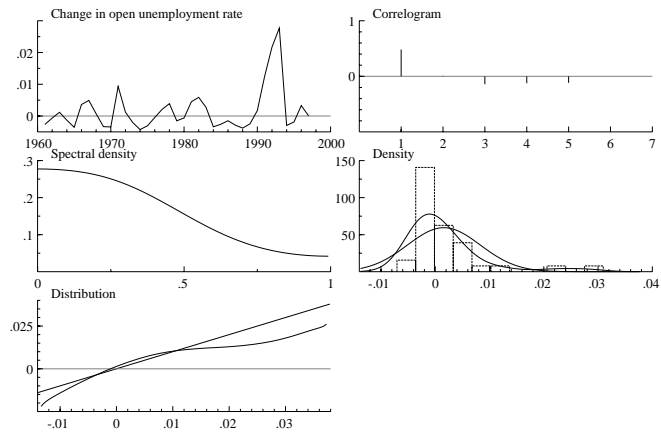 Change in open unemployment rate
.02
.01
0
1960 1970 1980 1990 2000
Correlogram
1
0
1 2 3 4 5 6 7
Spectral density
.3
.2
.1
0 .5 1
Density
150
100
50
-.01 0 .01 .02 .03 .04
Distribution
.025
0
-.01 0 .01 .02 .03